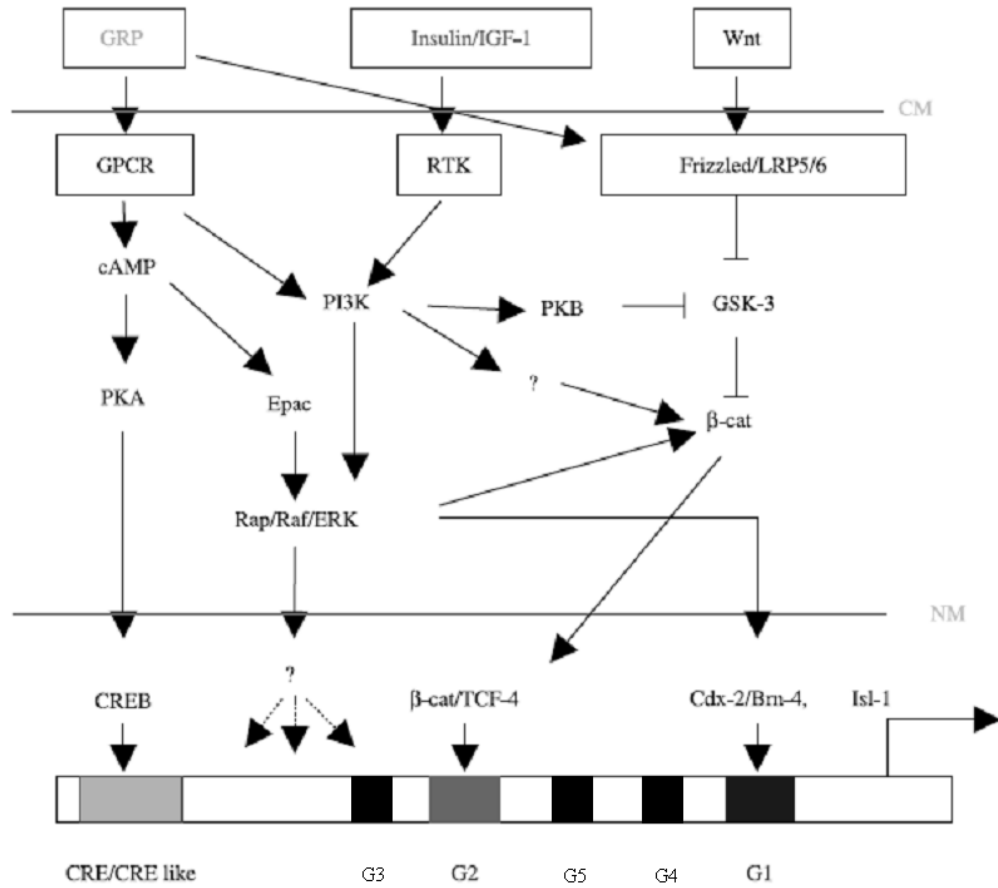 GRP
Insulin/IGF-1
Wnt
CM
GPCR
RTK
Frizzled/LRP5/6
cAMP
PI3K
PKB
GSK-3
PKA
Epac
?
β-cat
Rap/Raf/ERK
NM
?
CREB
β-cat/TCF-4
Cdx-2/Brn-4,
Isl-1
CRE/CRE like
G3
G2
G5
G4
G1